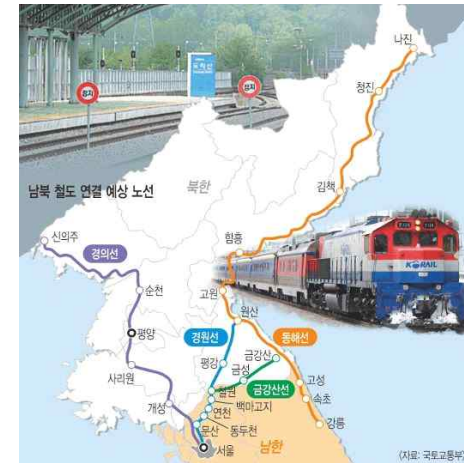 정지
정지
남북 철도 연결 예상 노선
북한
나진
청진
김책
함흥
고원
신의주
경의선
순천
평양
사리원
개성
원산
경원선
동해선
금강산
평강
금성
금강산선
철원
백마고지
연천
동두천
문산
서울
고성
속초
강릉
남한
KORAIL
(자료: 국토교통부)